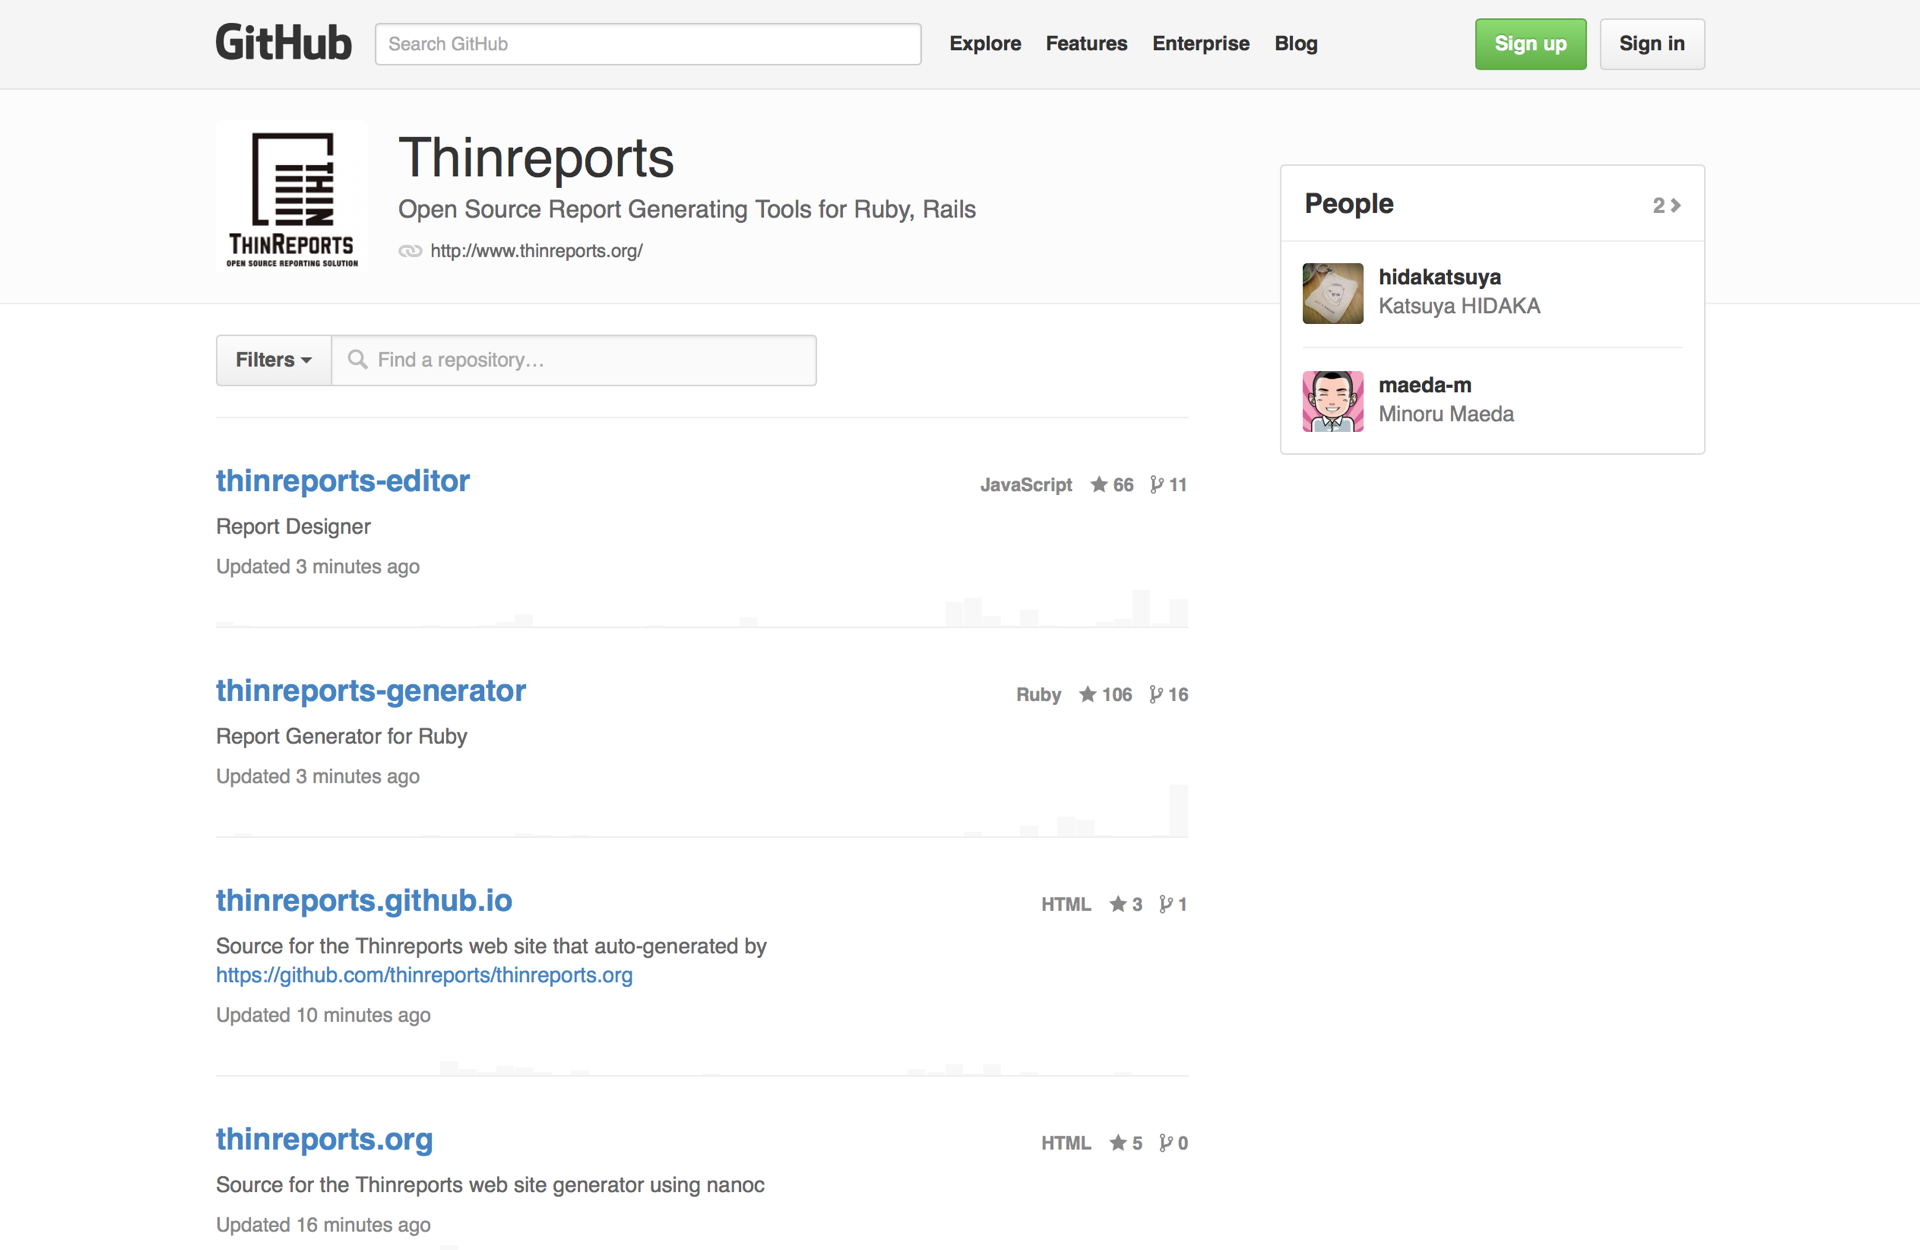 GitHub
Search GitHub
Explore Features Enterprise Blog
Sign up
Sign in
THIN
THINREPORTS
OPEN SOURCE REPORTING SOLUTION
Thinreports
Open Source Report Generating Tools for Ruby, Rails
http://www.thinreports.org/
People 2
hidakatsuya
Katsuya HIDAKA
maeda-m
Minoru Maeda
Filters
Find a repository…
thinreports-editor
JavaScript 66 11
Report Designer
Updated 3 minutes ago
thinreports-generator
Ruby 106 16
Report Generator for Ruby
Updated 3 minutes ago
thinreports.github.io
HTML 3 1
Source for the Thinreports web site that auto-generated by
https://github.com/thinreports/thinreports.org
Updated 10 minutes ago
thinreports.org
HTML 5 0
Source for the Thinreports web site generator using nanoc
Updated 16 minutes ago